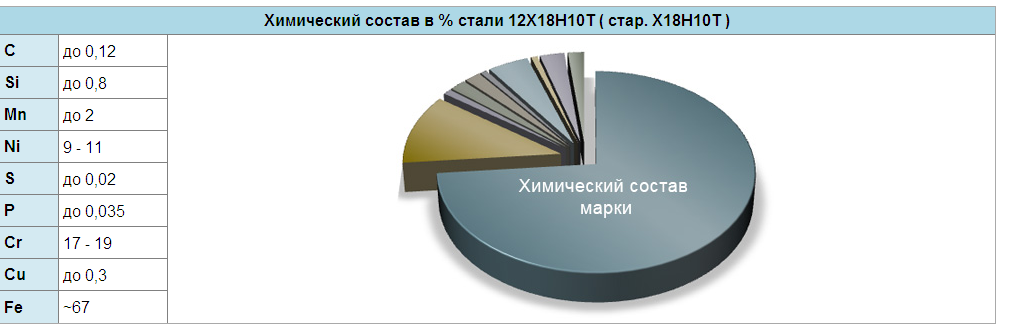 Химический состав в % стали 12Х18Н10Т ( стар. Х18Н10Т )
C до 0,12
Si до 0,8
Mn до 2
Ni 9 - 11
S до 0,02
P до 0,035
Cr 17 - 19
Cu до 0,3
Fe ~67
Химический состав
марки